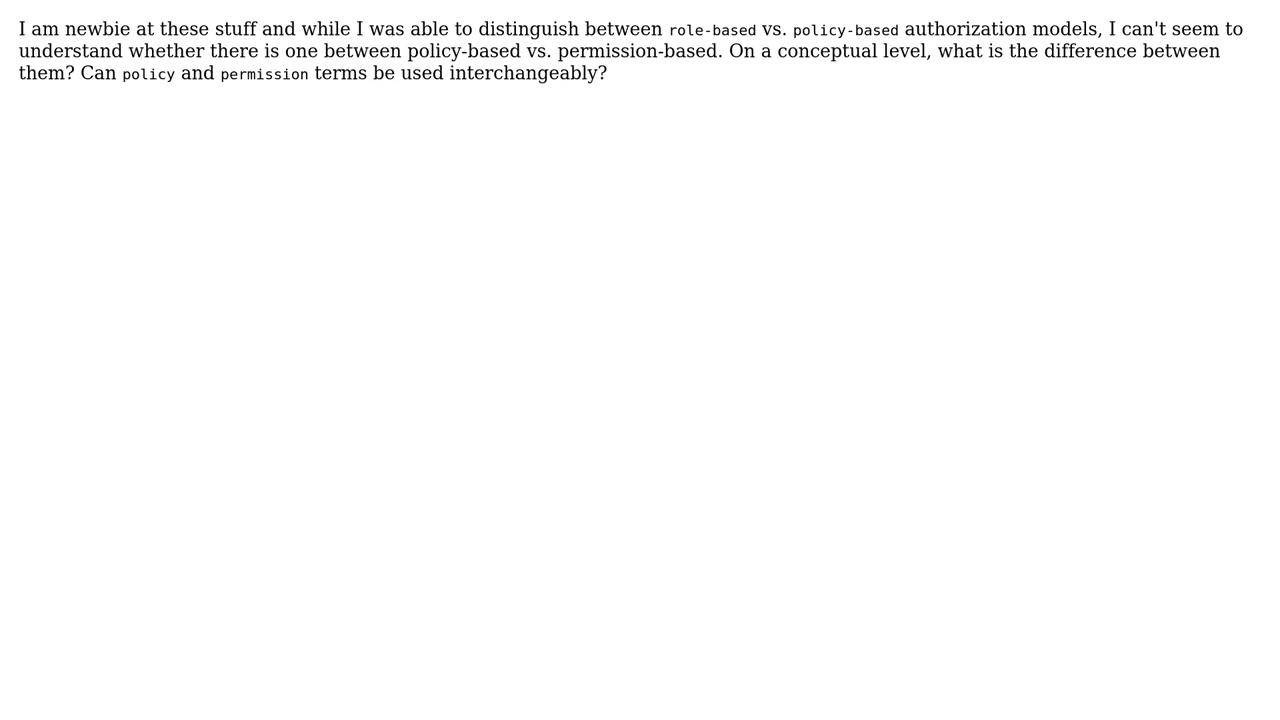 I am newbie at these stuff and while I was able to distinguish between role-based vs. policy-based authorization models, I can't seem to
understand whether there is one between policy-based vs. permission-based. On a conceptual level, what is the difference between
them? Can policy and permission terms be used interchangeably?